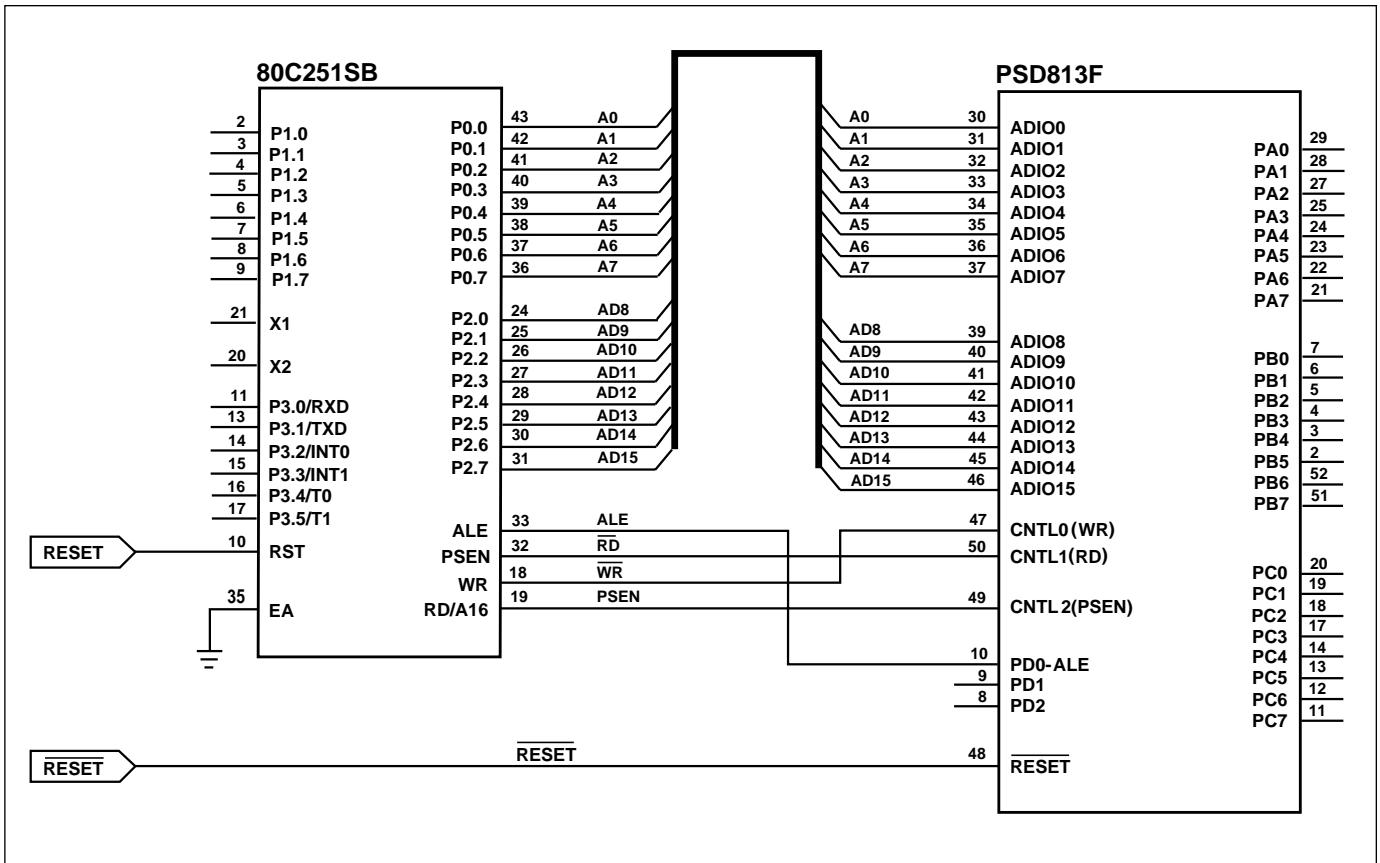 80C251SB
2 P1.0
3 P1.1
4 P1.2
5 P1.3
6 P1.4
7 P1.5
8 P1.6
9 P1.7
21 X1
20 X2
11 P3.0/RXD
13 P3.1/TXD
14 P3.2/INT0
15 P3.3/INT1
16 P3.4/T0
17 P3.5/T1
RESET 10 RST
35 EA
P0.0 43 A0
P0.1 42 A1
P0.2 41 A2
P0.3 40 A3
P0.4 39 A4
P0.5 38 A5
P0.6 37 A6
P0.7 36 A7
P2.0 24 AD8
P2.1 25 AD9
P2.2 26 AD10
P2.3 27 AD11
P2.4 28 AD12
P2.5 29 AD13
P2.6 30 AD14
P2.7 31 AD15
ALE 33 ALE
PSEN 32 RD
WR 18 WR
RD/A16 19 PSEN
PSD813F
A0 30 ADIO0
A1 31 ADIO1
A2 32 ADIO2
A3 33 ADIO3
A4 34 ADIO4
A5 35 ADIO5
A6 36 ADIO6
A7 37 ADIO7
AD8 39 ADIO8
AD9 40 ADIO9
AD10 41 ADIO10
AD11 42 ADIO11
AD12 43 ADIO12
AD13 44 ADIO13
AD14 45 ADIO14
AD15 46 ADIO15
47 CNTL0(WR)
50 CNTL1(RD)
49 CNTL2(PSEN)
10 PD0-ALE
9 PD1
8 PD2
RESET RESET 48 RESET
PA0 29
PA1 28
PA2 27
PA3 25
PA4 24
PA5 23
PA6 22
PA7 21
PB0 7
PB1 6
PB2 5
PB3 4
PB4 3
PB5 2
PB6 52
PB7 51
PC0 20
PC1 19
PC2 18
PC3 17
PC4 14
PC5 13
PC6 12
PC7 11